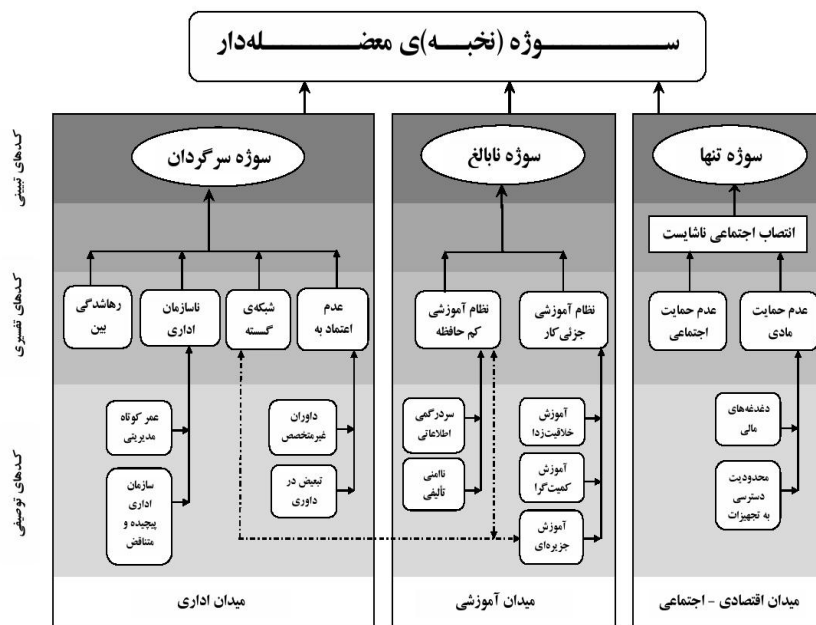 ســـوژه (نخبـــه)ی معضـــله‌دار
کدهای تبیینی
سوژه تنها
سوژه نابالغ
سوژه سرگردان
انتصاب اجتماعی ناشایست
کدهای تفسیری
عدم حمایت
مادی
عدم حمایت
اجتماعی
نظام آموزشی
جزئی‌کار
نظام آموزشی
کم حافظه
عدم
اعتماد به
شبکه‌ی
گسسته
ناسازمان
اداری
رهاشدگی
بین
کدهای توصیفی
دغدغه‌های
مالی
محدودیت
دسترسی
به تجهیزات
آموزش
خلاقیت‌زدا
آموزش
کمیت‌گرا
آموزش
جزیره‌ای
سردرگمی
اطلاعاتی
ناامنی
تألیفی
داوران
غیرمتخصص
تبعیض در
داوری
عمر کوتاه
مدیریتی
سازمان
اداری
پیچیده و
متناقض
میدان اقتصادی - اجتماعی
میدان آموزشی
میدان اداری